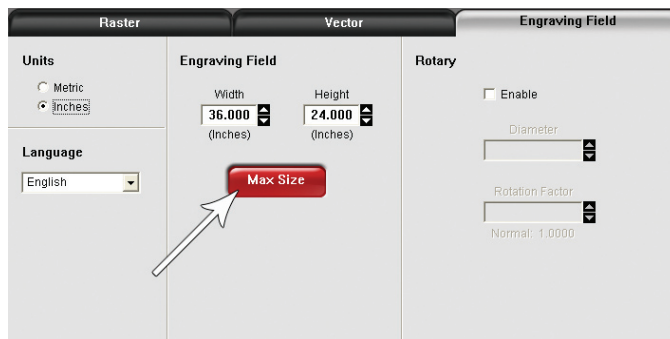 Raster
Vector
Engraving Field
Units
Metric
Inches
Language
English
Engraving Field
Width
Height
36.000
24.000
(Inches)
(Inches)
Max Size
Rotary
Enable
Diameter
Rotation Factor
Normal: 1.0000